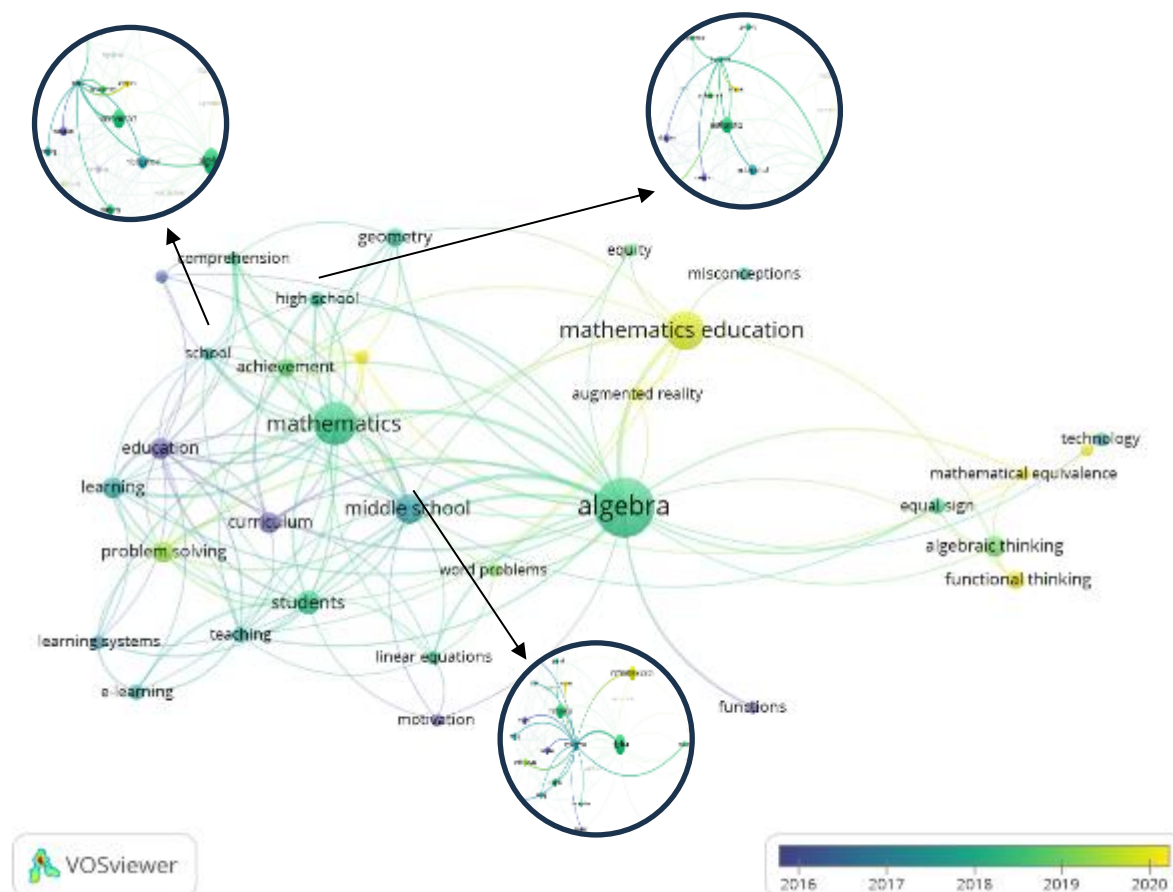 geometry
equity
comprehension
misconceptions
high school
mathematics education
school
achievement
augmented reality
mathematics
technology
education
mathematical equivalence
learning
middle school
algebra
equal sign
curriculum
algebraic thinking
problem solving
word problems
functional thinking
students
teaching
learning systems
linear equations
e-learning
motivation
functions
VOSviewer
2016 2017 2018 2019 2020